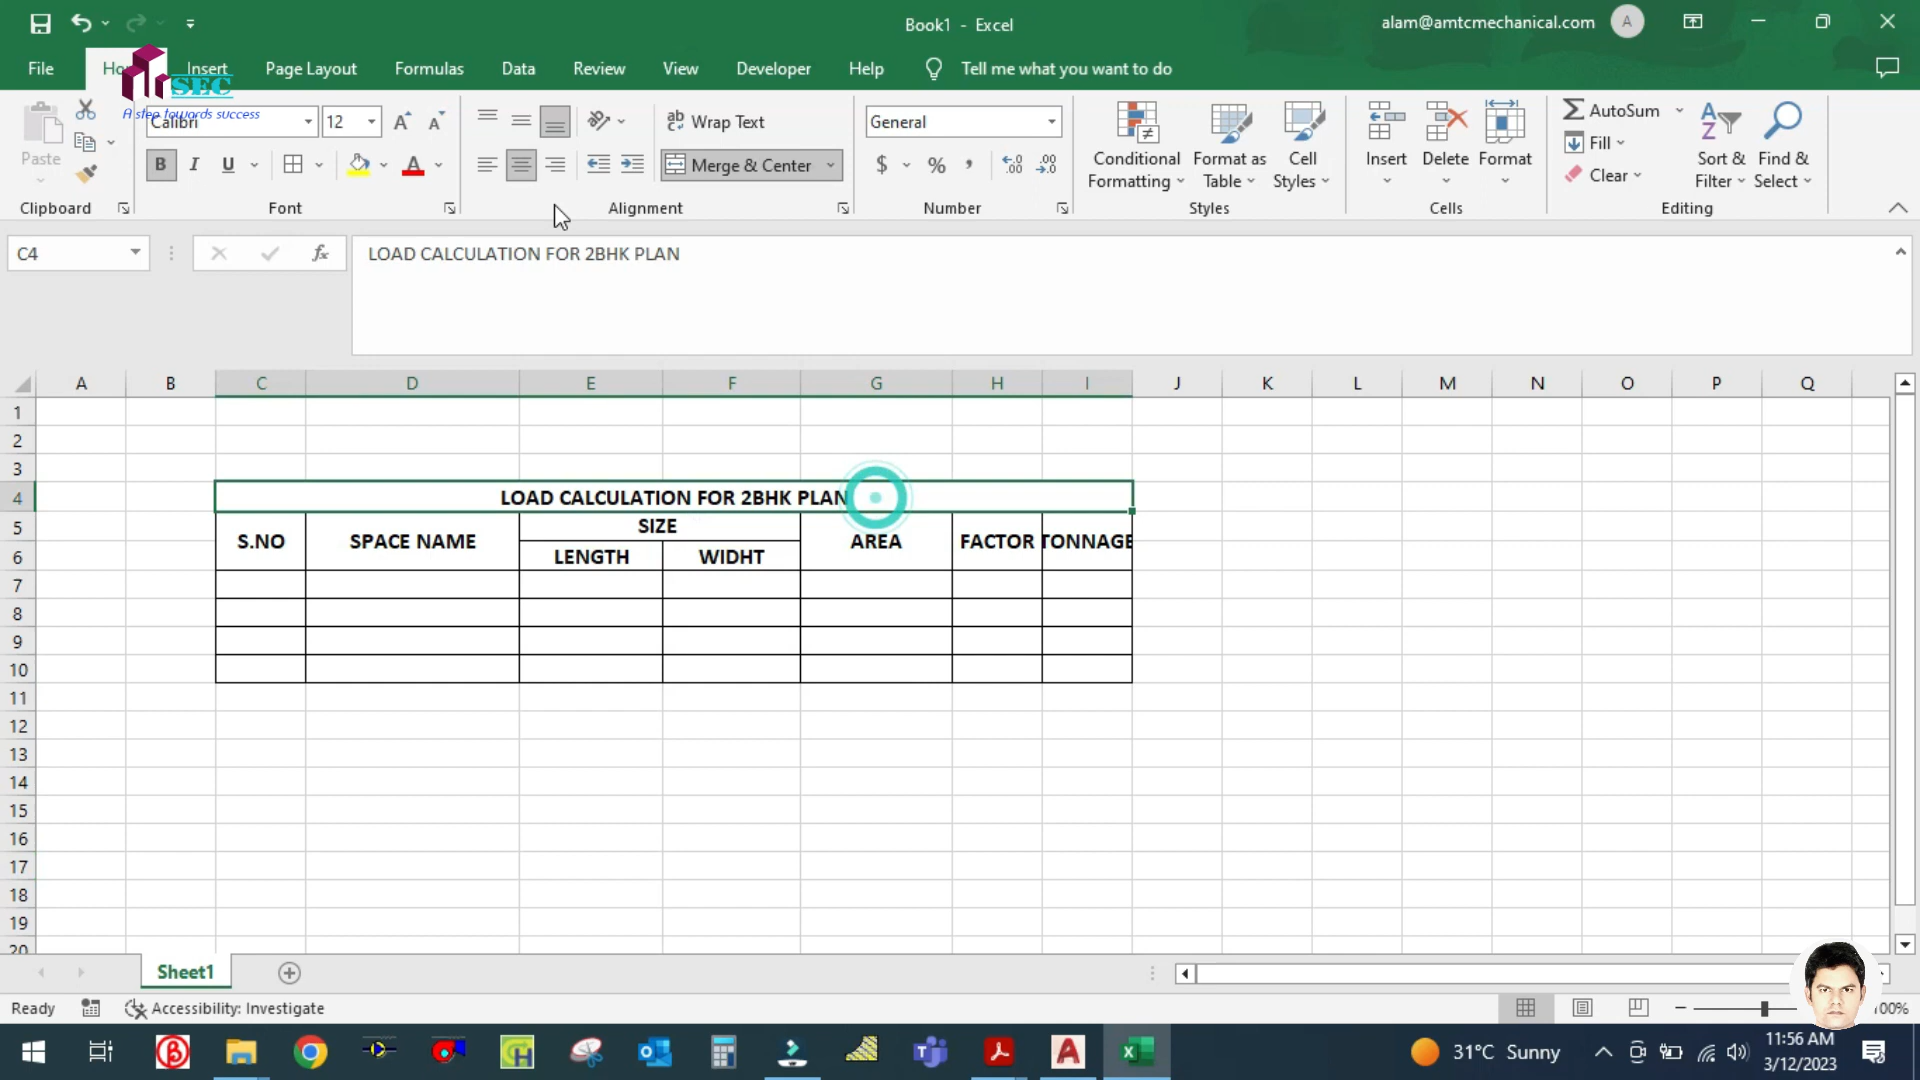 Book1 - Excel
alam@amtcmechanical.com
A
File
Insert
Page Layout
Formulas
Data
Review
View
Developer
Help
Tell me what you want to do
SEC
A step towards success
Paste
Calibri
12
Wrap Text
Merge & Center
General
Conditional
Formatting
Format as
Table
Cell
Styles
Insert
Delete
Format
AutoSum
Fill
Clear
Sort &
Filter
Find &
Select
Clipboard
Font
Alignment
Number
Styles
Cells
Editing
C4
fx
LOAD CALCULATION FOR 2BHK PLAN
A B C D E F G H I J K L M N O P Q
1
2
3
4 LOAD CALCULATION FOR 2BHK PLAN
5 S.NO SPACE NAME SIZE AREA FACTOR TONNAGE
6 LENGTH WIDHT
7
8
9
10
11
12
13
14
15
16
17
18
19
20
Sheet1
Ready
Accessibility: Investigate
31°C Sunny
11:56 AM
3/12/2023